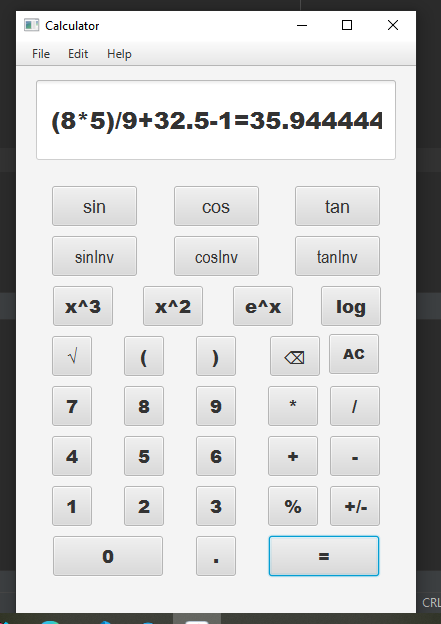 Calculator
File Edit Help
(8*5)/9+32.5-1=35.944444
sin cos tan
sinInv cosInv tanInv
x^3 x^2 e^x log
√ ( ) ⌫ AC
7 8 9 * /
4 5 6 + -
1 2 3 % +/-
0 . =
CRL